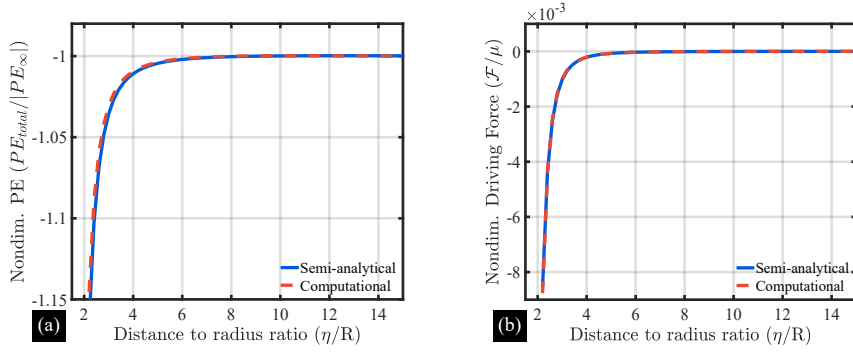 Nondim. PE (PE_total/|PE_∞|)
-1
-1.05
-1.1
-1.15
2 4 6 8 10 12 14
Distance to radius ratio (η/R)
Semi-analytical
Computational
(a)
×10⁻³
Nondim. Driving Force (ℱ/μ)
0
-2
-4
-6
-8
2 4 6 8 10 12 14
Distance to radius ratio (η/R)
Semi-analytical
Computational
(b)